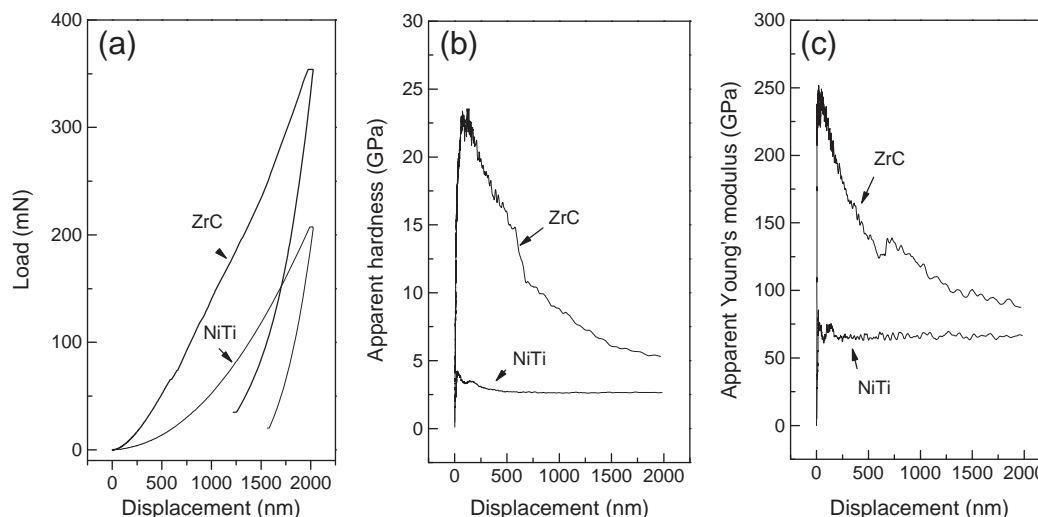 (a)
400
300
200
100
0
Load (mN)
ZrC
NiTi
0 500 1000 1500 2000
Displacement (nm)
(b)
30
25
20
15
10
5
0
Apparent hardness (GPa)
ZrC
NiTi
0 500 1000 1500 2000
Displacement (nm)
(c)
300
250
200
150
100
50
0
Apparent Young's modulus (GPa)
ZrC
NiTi
0 500 1000 1500 2000
Displacement (nm)